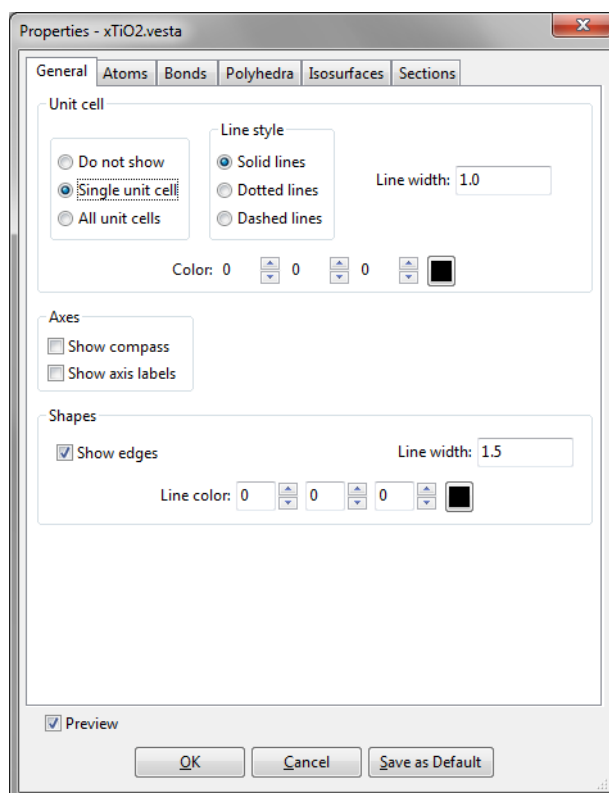 Properties - xTiO2.vesta
General Atoms Bonds Polyhedra Isosurfaces Sections
Unit cell
Line style
Do not show
Single unit cell
All unit cells
Solid lines
Dotted lines
Dashed lines
Line width: 1.0
Color: 0 0 0
Axes
Show compass
Show axis labels
Shapes
Show edges
Line width: 1.5
Line color: 0 0 0
Preview
OK Cancel Save as Default